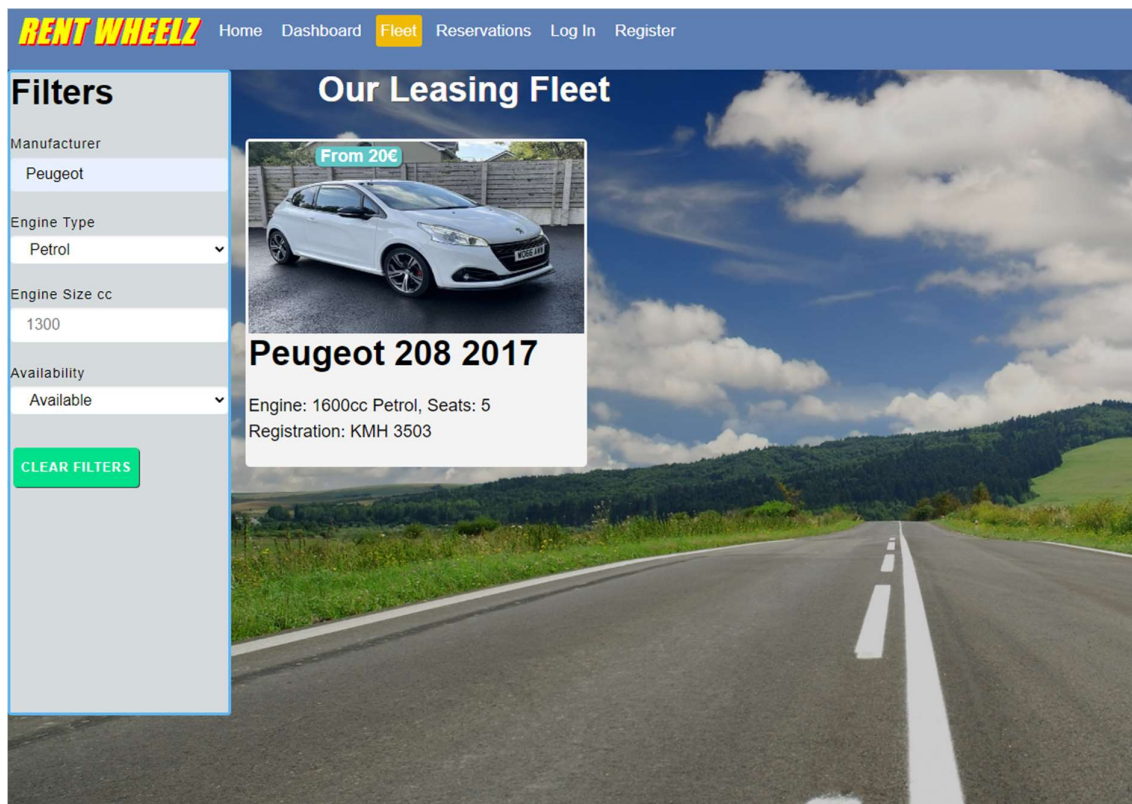 RENT WHEELZ Home Dashboard Fleet Reservations Log In Register
Filters
Manufacturer
Peugeot
Engine Type
Petrol
Engine Size cc
1300
Availability
Available
CLEAR FILTERS
Our Leasing Fleet
From 20€
Peugeot 208 2017
Engine: 1600cc Petrol, Seats: 5
Registration: KMH 3503